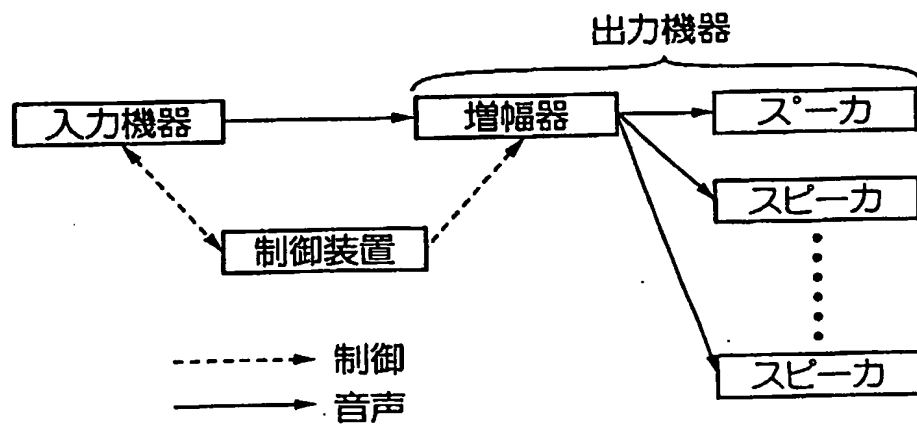 出力機器
入力機器
増幅器
スピーカ
スピーカ
制御装置
スピーカ
制御
音声